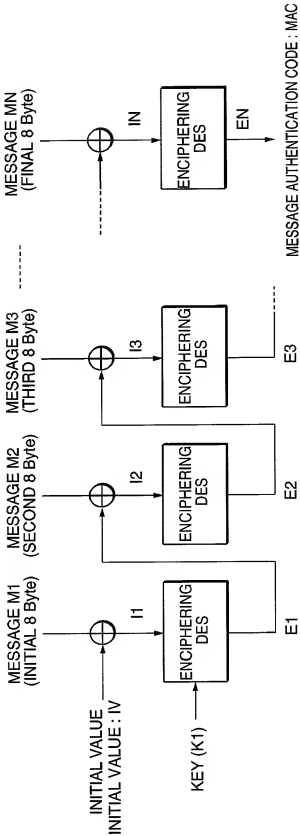 MESSAGE M1
(INITIAL 8 Byte)
MESSAGE M2
(SECOND 8 Byte)
MESSAGE M3
(THIRD 8 Byte)
MESSAGE MN
(FINAL 8 Byte)
INITIAL VALUE
INITIAL VALUE : IV
I1
I2
I3
IN
KEY (K1)
ENCIPHERING
DES
ENCIPHERING
DES
ENCIPHERING
DES
ENCIPHERING
DES
E1
E2
E3
EN
MESSAGE AUTHENTICATION CODE : MAC